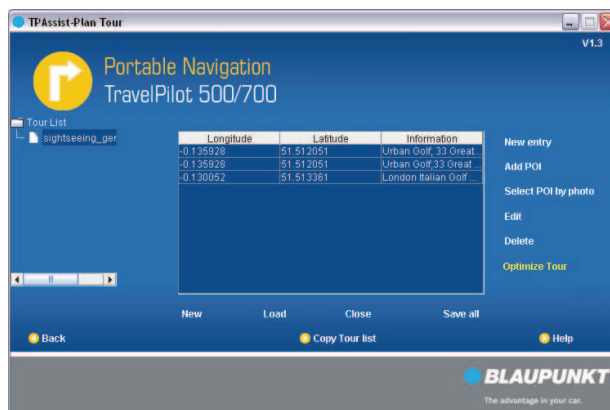 TPAssist-Plan Tour
V1.3
Portable Navigation
TravelPilot 500/700
Tour List
sightseeing_ger
Longitude Latitude Information
-0.135928 51.512051 Urban Golf, 33 Great...
-0.135928 51.512051 Urban Golf,33 Great ...
-0.130052 51.513361 London Italian Golf ...
New entry
Add POI
Select POI by photo
Edit
Delete
Optimize Tour
New Load Close Save all
Back Copy Tour list Help
BLAUPUNKT
The advantage in your car.